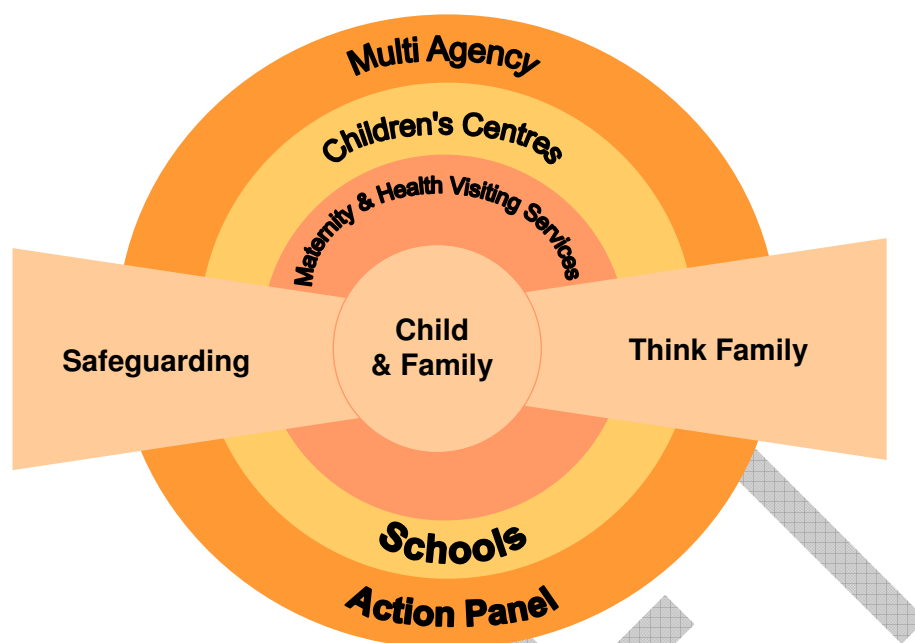 Multi Agency
Children's Centres
Maternity & Health Visiting Services
Safeguarding
Child
& Family
Think Family
Schools
Action Panel